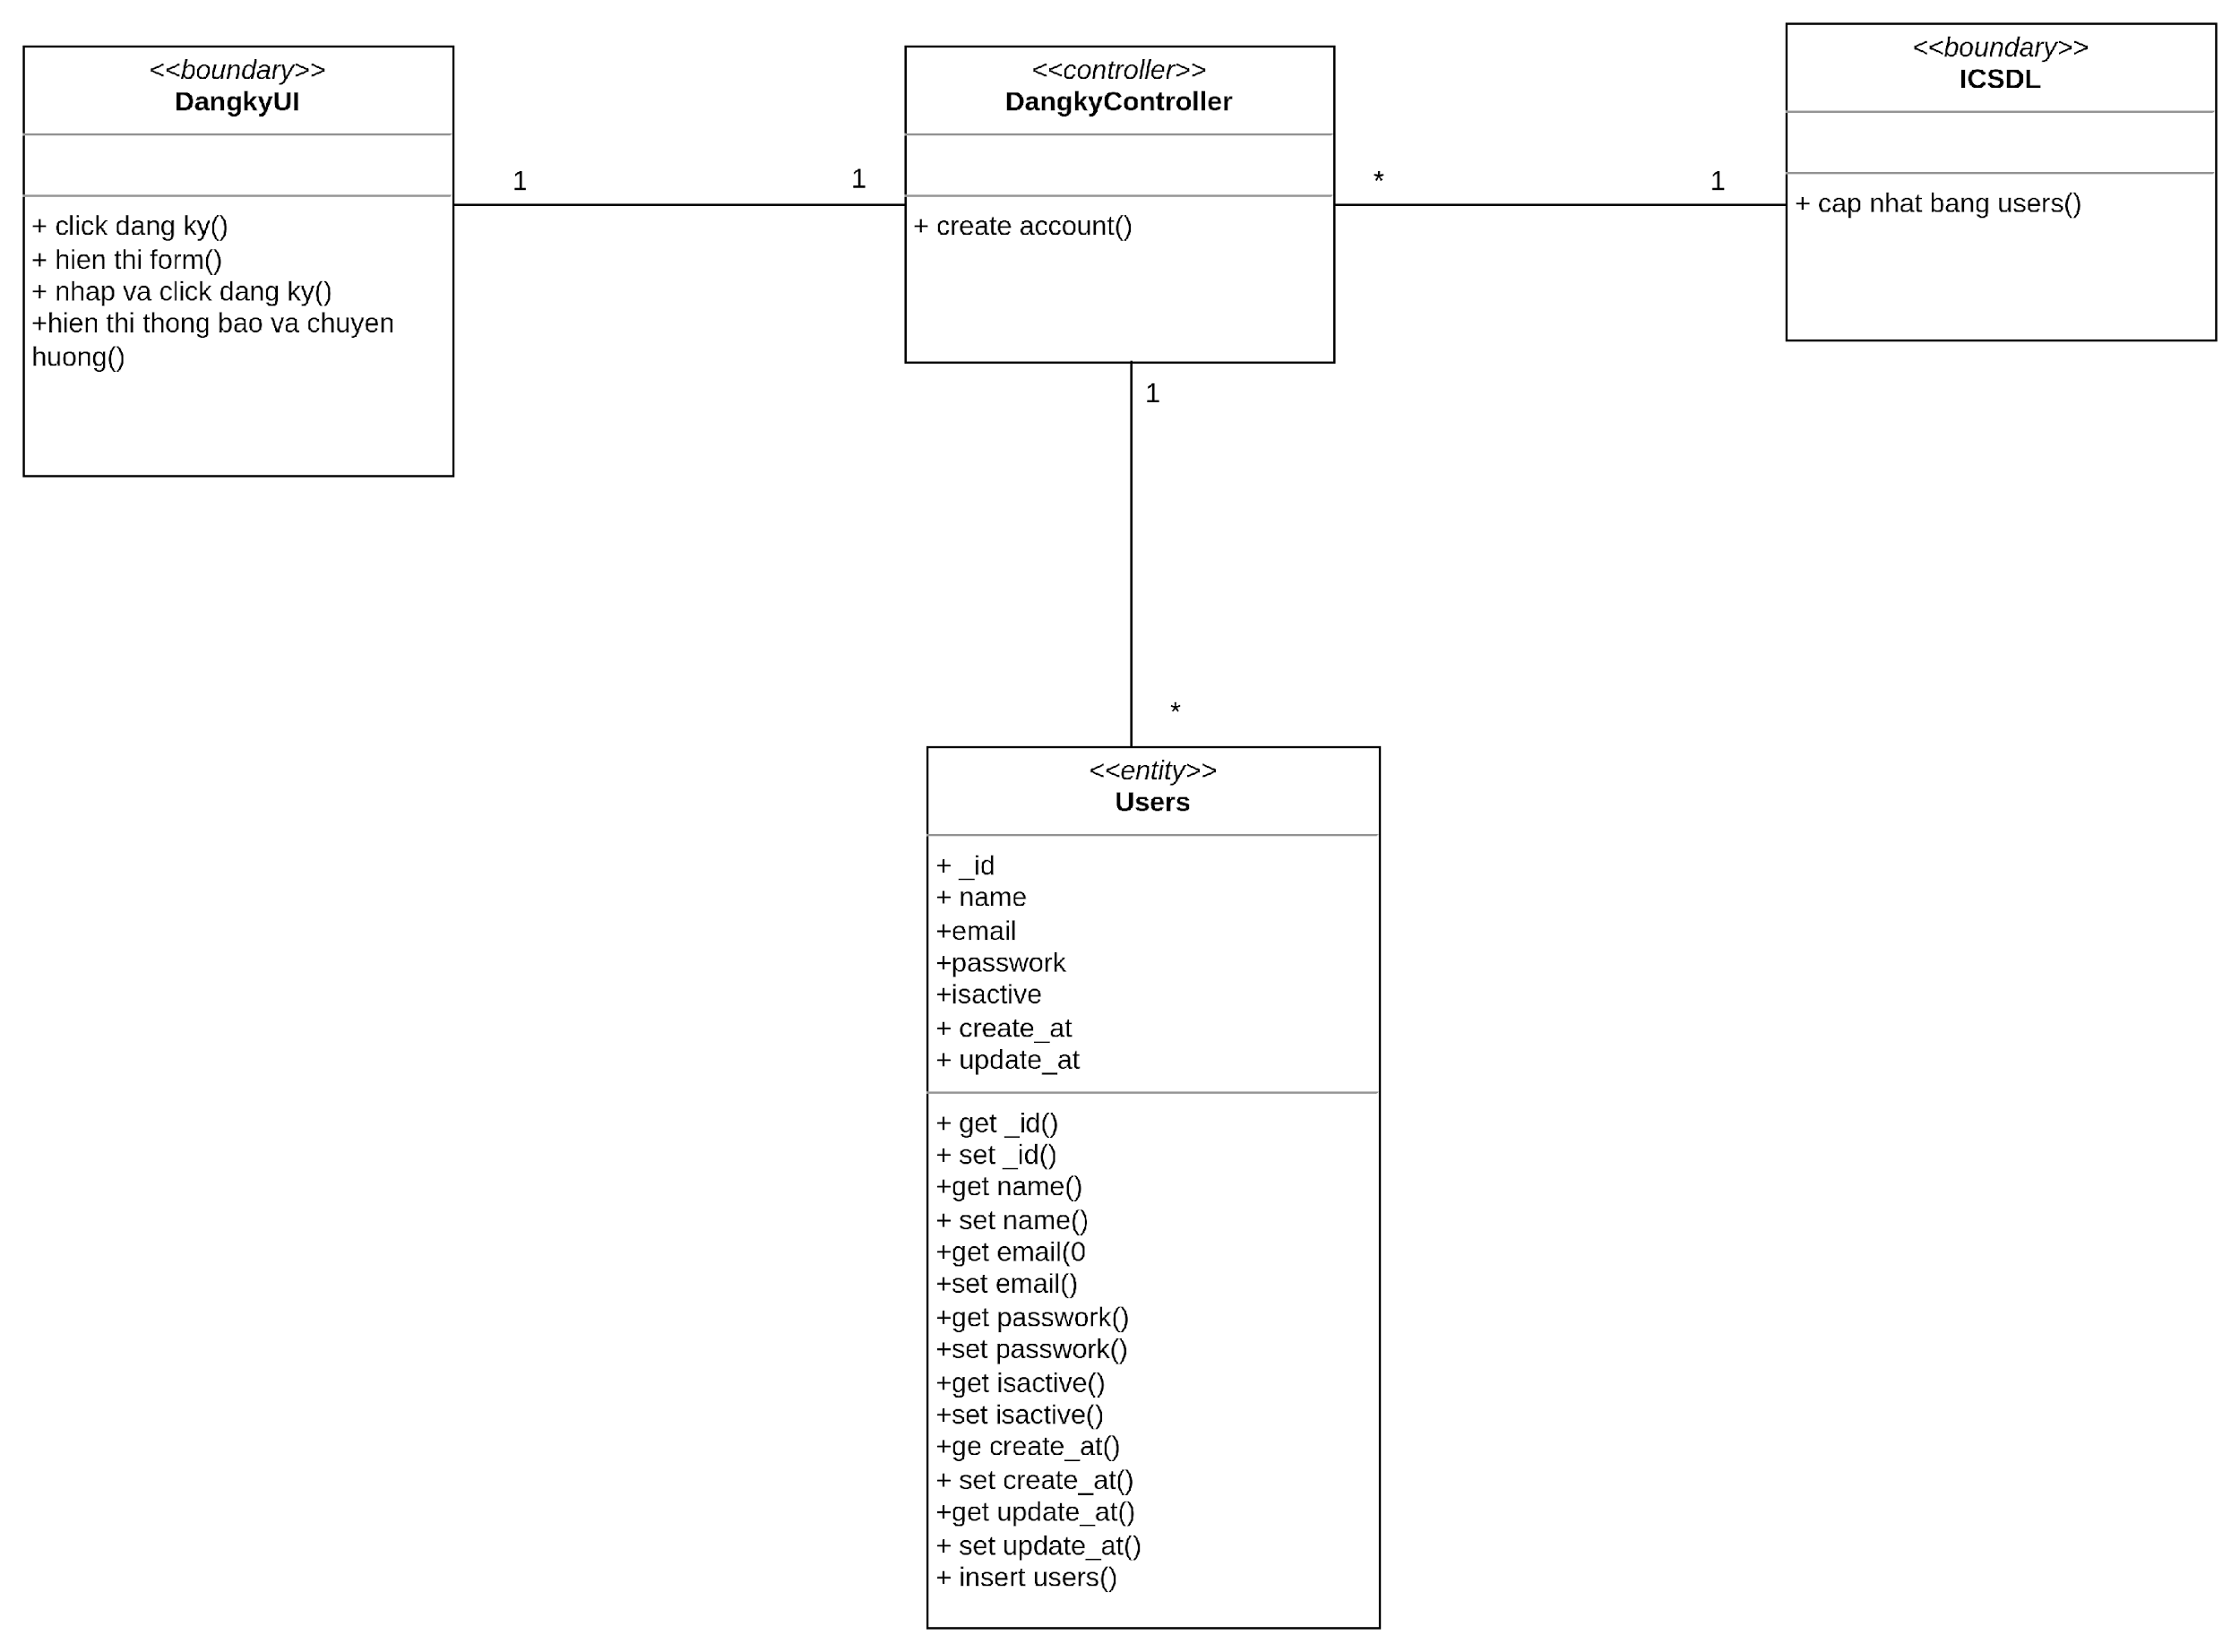 <<boundary>>
DangkyUI
+ click dang ky()
+ hien thi form()
+ nhap va click dang ky()
+hien thi thong bao va chuyen
huong()
1
1
<<controller>>
DangkyController
+ create account()
*
1
<<boundary>>
ICSDL
+ cap nhat bang users()
1
*
<<entity>>
Users
+ _id
+ name
+email
+passwork
+isactive
+ create_at
+ update_at
+ get _id()
+ set _id()
+get name()
+ set name()
+get email(0
+set email()
+get passwork()
+set passwork()
+get isactive()
+set isactive()
+ge create_at()
+ set create_at()
+get update_at()
+ set update_at()
+ insert users()